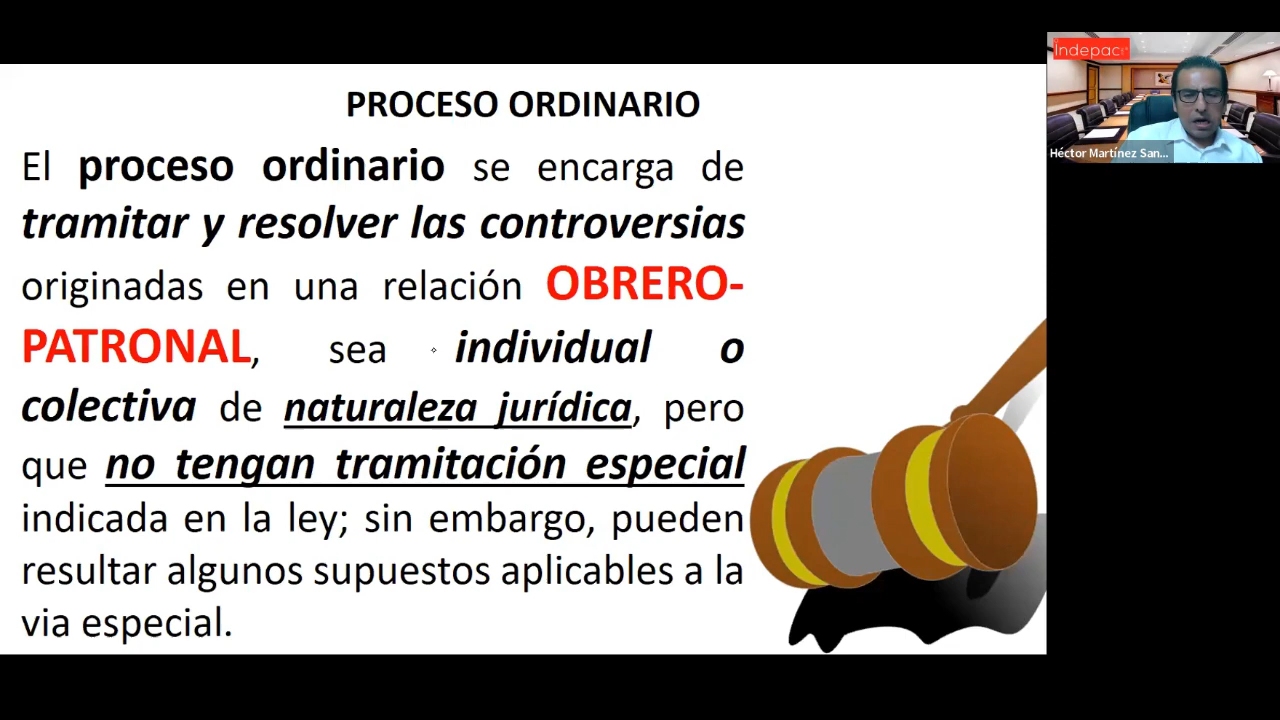 PROCESO ORDINARIO
El proceso ordinario se encarga de
tramitar y resolver las controversias
originadas en una relación OBRERO-
PATRONAL, sea individual o
colectiva de naturaleza jurídica, pero
que no tengan tramitación especial
indicada en la ley; sin embargo, pueden
resultar algunos supuestos aplicables a la
via especial.
Indepac
Héctor Martínez San...